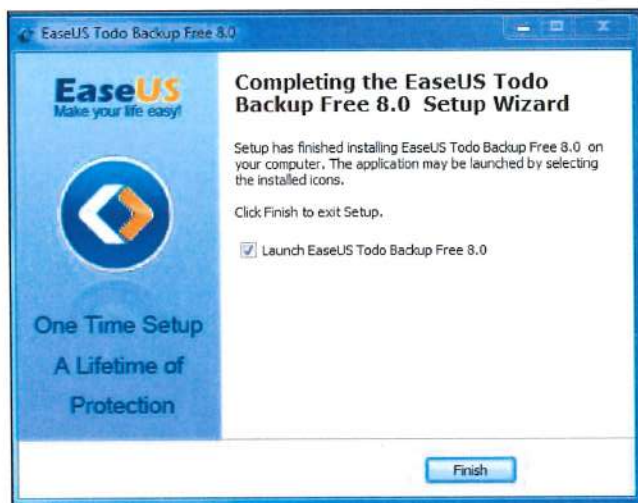 EaseUS Todo Backup Free 8.0
EaseUS
Make your life easy!
One Time Setup
A Lifetime of
Protection
Completing the EaseUS Todo
Backup Free 8.0 Setup Wizard
Setup has finished installing EaseUS Todo Backup Free 8.0 on
your computer. The application may be launched by selecting
the installed icons.
Click Finish to exit Setup.
Launch EaseUS Todo Backup Free 8.0
Finish